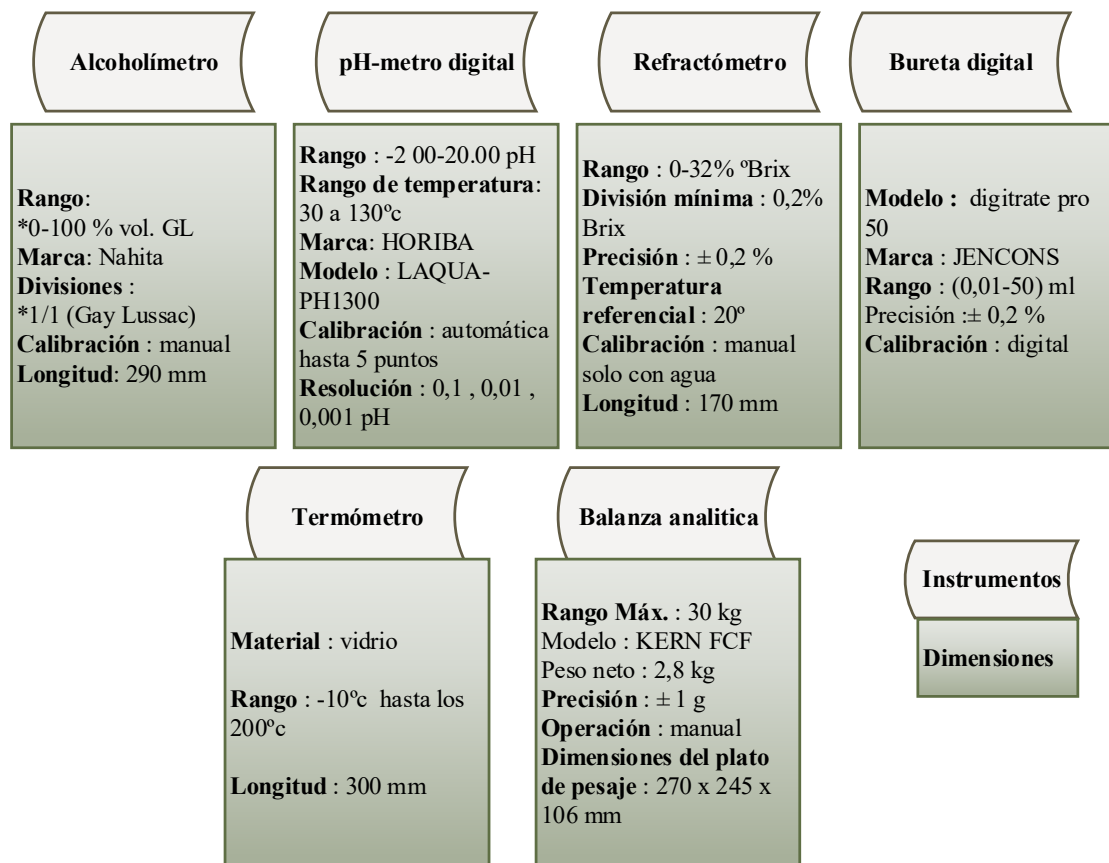 Alcoholímetro
Rango:
*0-100 % vol. GL
Marca: Nahita
Divisiones :
*1/1 (Gay Lussac)
Calibración : manual
Longitud: 290 mm
pH-metro digital
Rango : -2 00-20.00 pH
Rango de temperatura:
30 a 130ºc
Marca: HORIBA
Modelo : LAQUA-
PH1300
Calibración : automática
hasta 5 puntos
Resolución : 0,1 , 0,01 ,
0,001 pH
Refractómetro
Rango : 0-32% ºBrix
División mínima : 0,2%
Brix
Precisión : ± 0,2 %
Temperatura
referencial : 20º
Calibración : manual
solo con agua
Longitud : 170 mm
Bureta digital
Modelo : digitrate pro
50
Marca : JENCONS
Rango : (0,01-50) ml
Precisión :± 0,2 %
Calibración : digital
Termómetro
Material : vidrio
Rango : -10ºc hasta los
200ºc
Longitud : 300 mm
Balanza analitica
Rango Máx. : 30 kg
Modelo : KERN FCF
Peso neto : 2,8 kg
Precisión : ± 1 g
Operación : manual
Dimensiones del plato
de pesaje : 270 x 245 x
106 mm
Instrumentos
Dimensiones